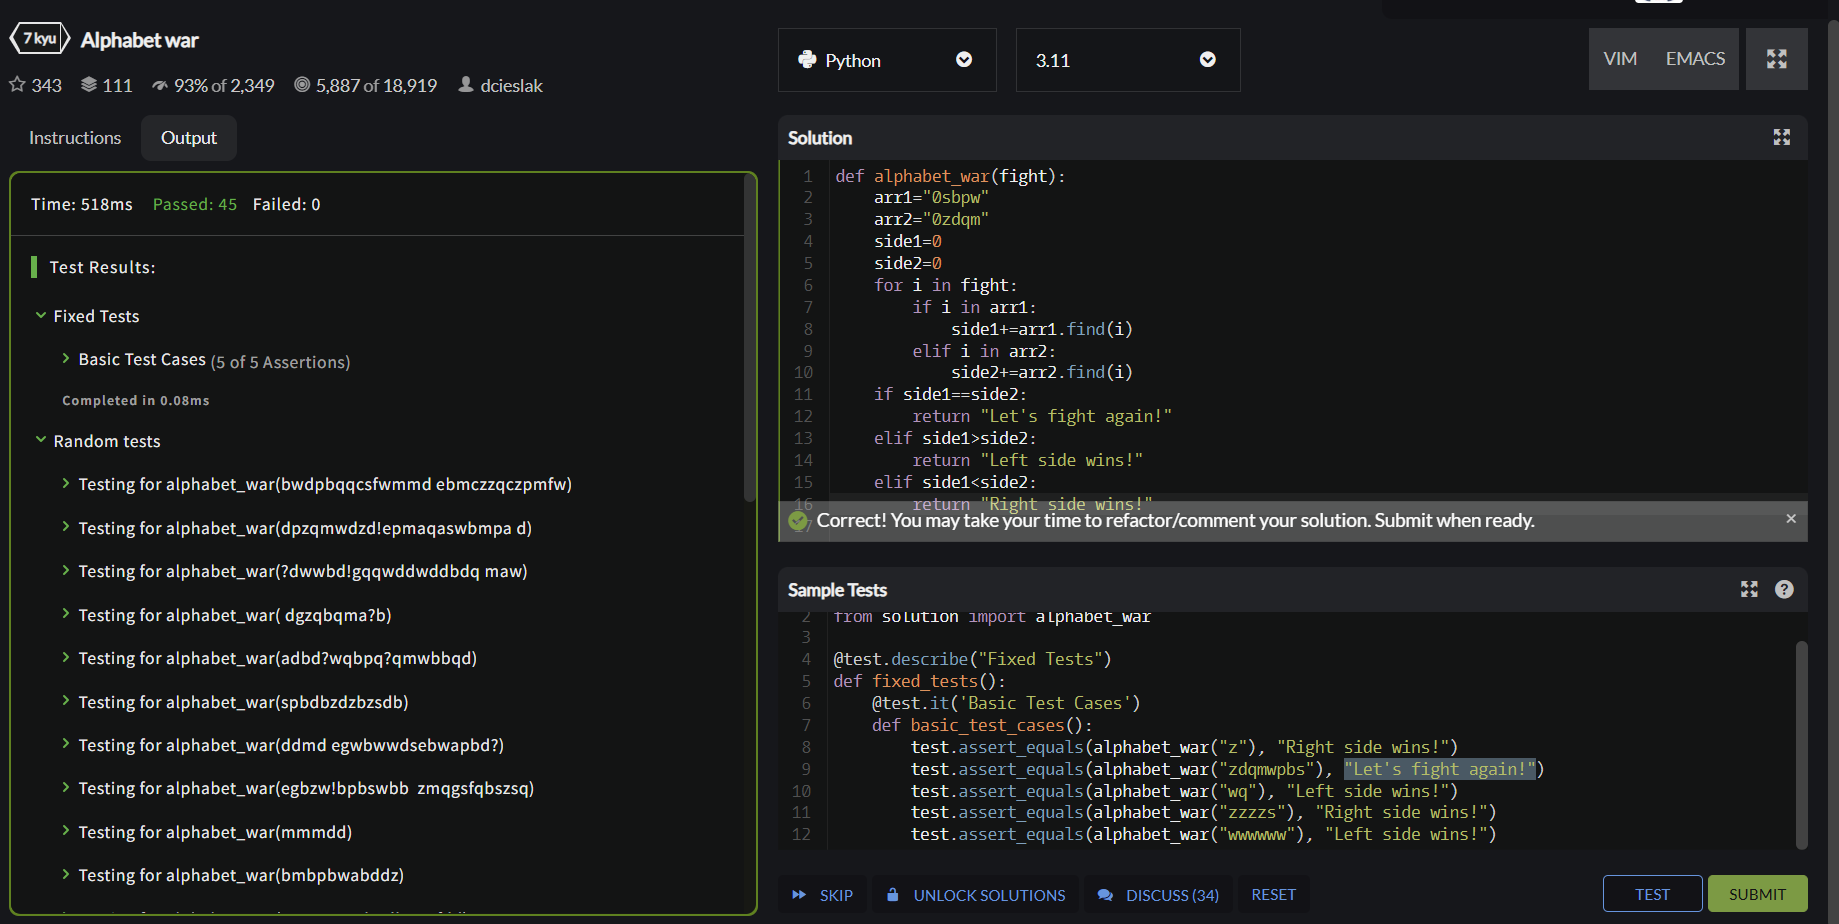 7 kyu Alphabet war
343 111 93% of 2,349 5,887 of 18,919 dcieslak
Instructions Output
Time: 518ms Passed: 45 Failed: 0
Test Results:
Fixed Tests
Basic Test Cases (5 of 5 Assertions)
Completed in 0.08ms
Random tests
Testing for alphabet_war(bwdpbqqcsfwmmd ebmczzqczpmfw)
Testing for alphabet_war(dpzqmwdzd!epmaqaswbmpa d)
Testing for alphabet_war(?dwwbd!gqqwddwddbdq maw)
Testing for alphabet_war( dgzqbqma?b)
Testing for alphabet_war(adbd?wqbpq?qmwbbqd)
Testing for alphabet_war(spbdbzdzbzsdb)
Testing for alphabet_war(ddmd egwbwwdsebwapbd?)
Testing for alphabet_war(egbzw!bpbswbb  zmqgsfqbszsq)
Testing for alphabet_war(mmmdd)
Testing for alphabet_war(bmbpbwabddz)
Python 3.11 VIM EMACS
Solution
1 def alphabet_war(fight):
2     arr1="0sbpw"
3     arr2="0zdqm"
4     side1=0
5     side2=0
6     for i in fight:
7         if i in arr1:
8             side1+=arr1.find(i)
9         elif i in arr2:
10             side2+=arr2.find(i)
11     if side1==side2:
12         return "Let's fight again!"
13     elif side1>side2:
14         return "Left side wins!"
15     elif side1<side2:
16         return "Right side wins!"
17
Correct! You may take your time to refactor/comment your solution. Submit when ready.
Sample Tests
2 from solution import alphabet_war
3
4 @test.describe("Fixed Tests")
5 def fixed_tests():
6     @test.it('Basic Test Cases')
7     def basic_test_cases():
8         test.assert_equals(alphabet_war("z"), "Right side wins!")
9         test.assert_equals(alphabet_war("zdqmwpbs"), "Let's fight again!")
10         test.assert_equals(alphabet_war("wq"), "Left side wins!")
11         test.assert_equals(alphabet_war("zzzzs"), "Right side wins!")
12         test.assert_equals(alphabet_war("wwwwww"), "Left side wins!")
SKIP UNLOCK SOLUTIONS DISCUSS (34) RESET TEST SUBMIT